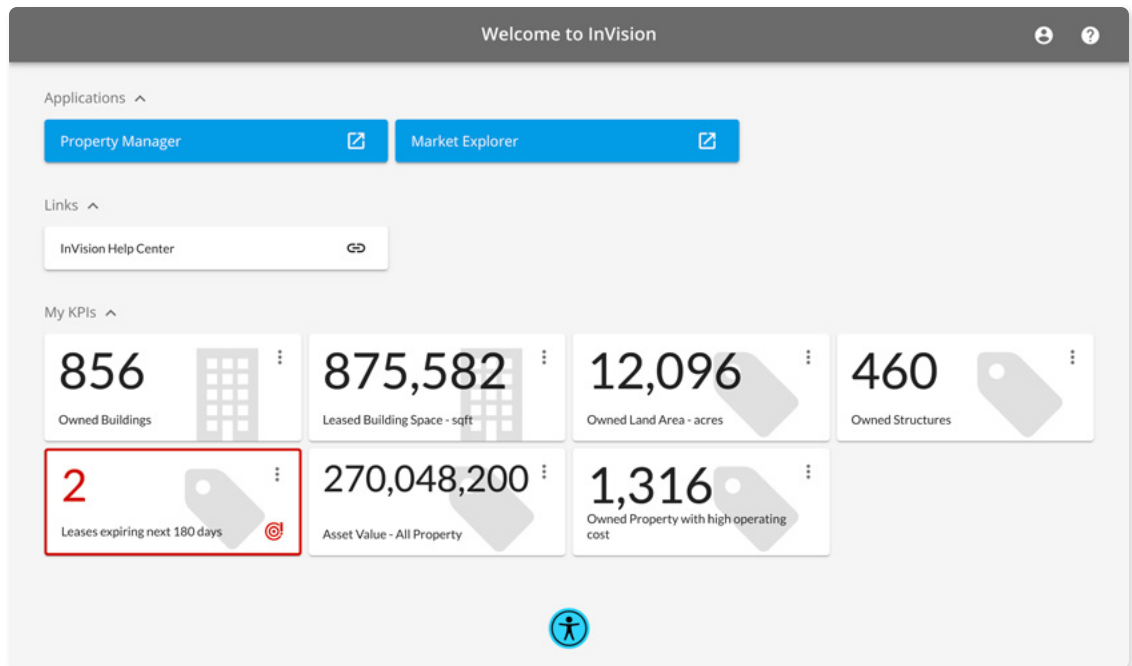 Welcome to InVision
Applications
Property Manager
Market Explorer
Links
InVision Help Center
My KPIs
856
Owned Buildings
875,582
Leased Building Space - sqft
12,096
Owned Land Area - acres
460
Owned Structures
2
Leases expiring next 180 days
270,048,200
Asset Value - All Property
1,316
Owned Property with high operating
cost